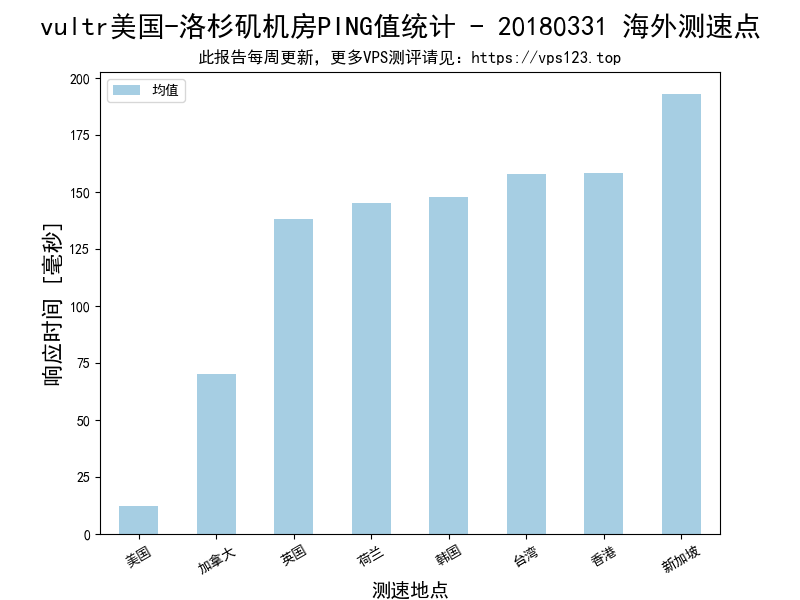 vultr美国-洛杉矶机房PING值统计 - 20180331 海外测速点
此报告每周更新，更多VPS测评请见：https://vps123.top
均值
响应时间 [毫秒]
200
175
150
125
100
75
50
25
0
美国
加拿大
英国
荷兰
韩国
台湾
香港
新加坡
测速地点